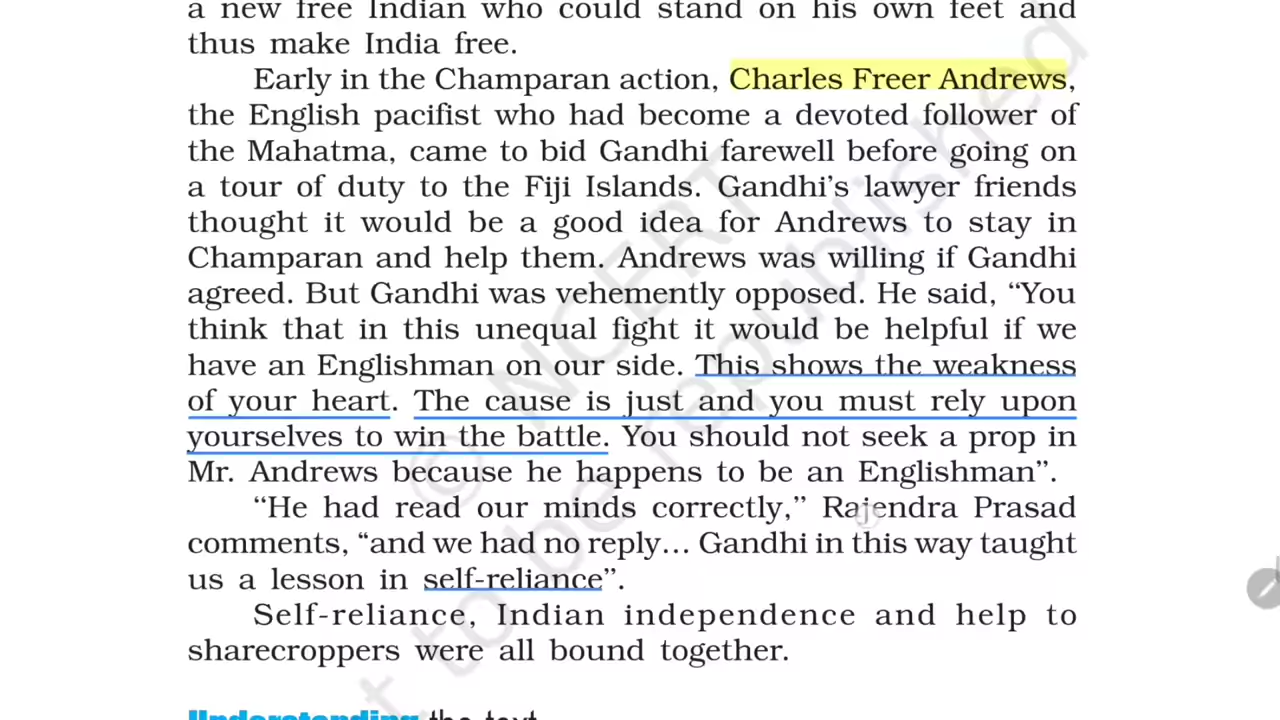 a new free Indian who could stand on his own feet and
thus make India free.
Early in the Champaran action, Charles Freer Andrews,
the English pacifist who had become a devoted follower of
the Mahatma, came to bid Gandhi farewell before going on
a tour of duty to the Fiji Islands. Gandhi’s lawyer friends
thought it would be a good idea for Andrews to stay in
Champaran and help them. Andrews was willing if Gandhi
agreed. But Gandhi was vehemently opposed. He said, “You
think that in this unequal fight it would be helpful if we
have an Englishman on our side. This shows the weakness
of your heart. The cause is just and you must rely upon
yourselves to win the battle. You should not seek a prop in
Mr. Andrews because he happens to be an Englishman”.
“He had read our minds correctly,” Rajendra Prasad
comments, “and we had no reply... Gandhi in this way taught
us a lesson in self-reliance”.
Self-reliance, Indian independence and help to
sharecroppers were all bound together.
Understanding the text
© NCERT
not to be republished